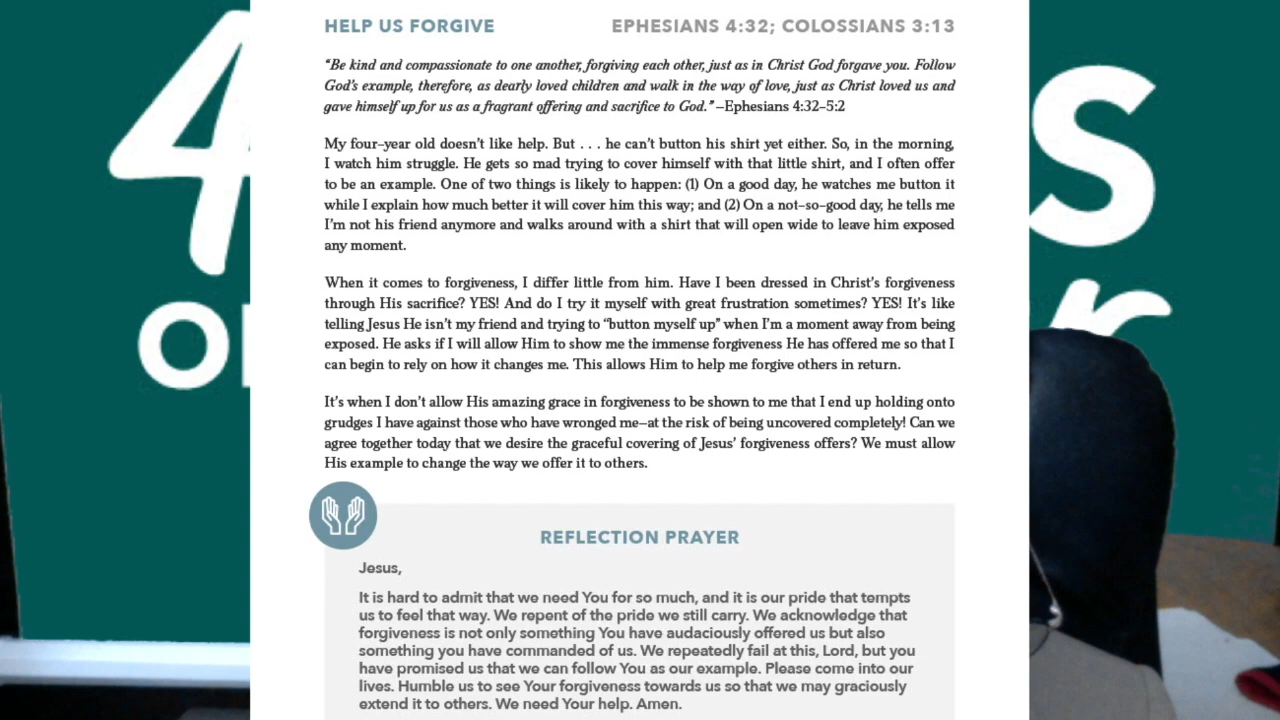 HELP US FORGIVE EPHESIANS 4:32; COLOSSIANS 3:13
“Be kind and compassionate to one another, forgiving each other, just as in Christ God forgave you. Follow
God’s example, therefore, as dearly loved children and walk in the way of love, just as Christ loved us and
gave himself up for us as a fragrant offering and sacrifice to God.” –Ephesians 4:32–5:2
My four–year old doesn’t like help. But . . . he can’t button his shirt yet either. So, in the morning,
I watch him struggle. He gets so mad trying to cover himself with that little shirt, and I often offer
to be an example. One of two things is likely to happen: (1) On a good day, he watches me button it
while I explain how much better it will cover him this way; and (2) On a not–so–good day, he tells me
I’m not his friend anymore and walks around with a shirt that will open wide to leave him exposed
any moment.
When it comes to forgiveness, I differ little from him. Have I been dressed in Christ’s forgiveness
through His sacrifice? YES! And do I try it myself with great frustration sometimes? YES! It’s like
telling Jesus He isn’t my friend and trying to “button myself up” when I’m a moment away from being
exposed. He asks if I will allow Him to show me the immense forgiveness He has offered me so that I
can begin to rely on how it changes me. This allows Him to help me forgive others in return.
It’s when I don’t allow His amazing grace in forgiveness to be shown to me that I end up holding onto
grudges I have against those who have wronged me–at the risk of being uncovered completely! Can we
agree together today that we desire the graceful covering of Jesus’ forgiveness offers? We must allow
His example to change the way we offer it to others.
REFLECTION PRAYER
Jesus,
It is hard to admit that we need You for so much, and it is our pride that tempts
us to feel that way. We repent of the pride we still carry. We acknowledge that
forgiveness is not only something You have audaciously offered us but also
something you have commanded of us. We repeatedly fail at this, Lord, but you
have promised us that we can follow You as our example. Please come into our
lives. Humble us to see Your forgiveness towards us so that we may graciously
extend it to others. We need Your help. Amen.
4
s
r